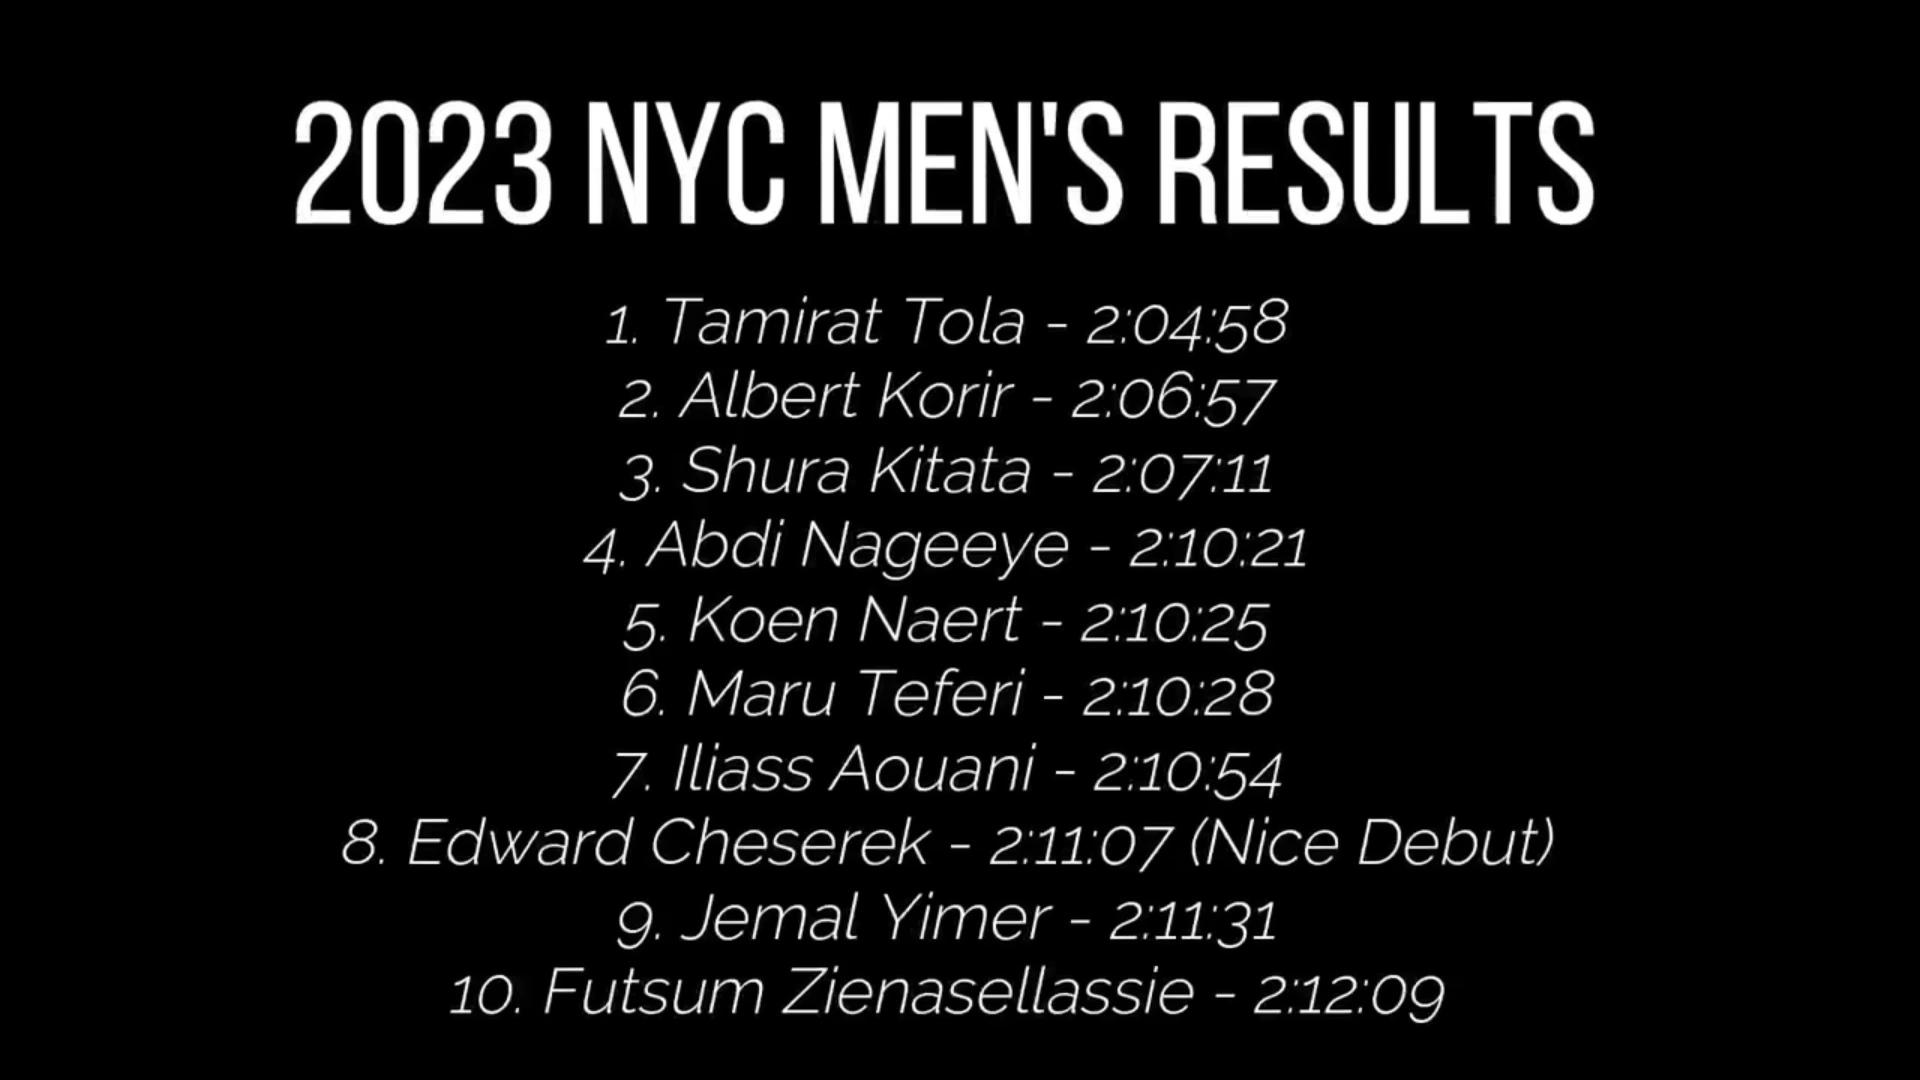 2023 NYC MEN'S RESULTS
1. Tamirat Tola - 2:04:58
2. Albert Korir - 2:06:57
3. Shura Kitata - 2:07:11
4. Abdi Nageeye - 2:10:21
5. Koen Naert - 2:10:25
6. Maru Teferi - 2:10:28
7. Iliass Aouani - 2:10:54
8. Edward Cheserek - 2:11:07 (Nice Debut)
9. Jemal Yimer - 2:11:31
10. Futsum Zienasellassie - 2:12:09